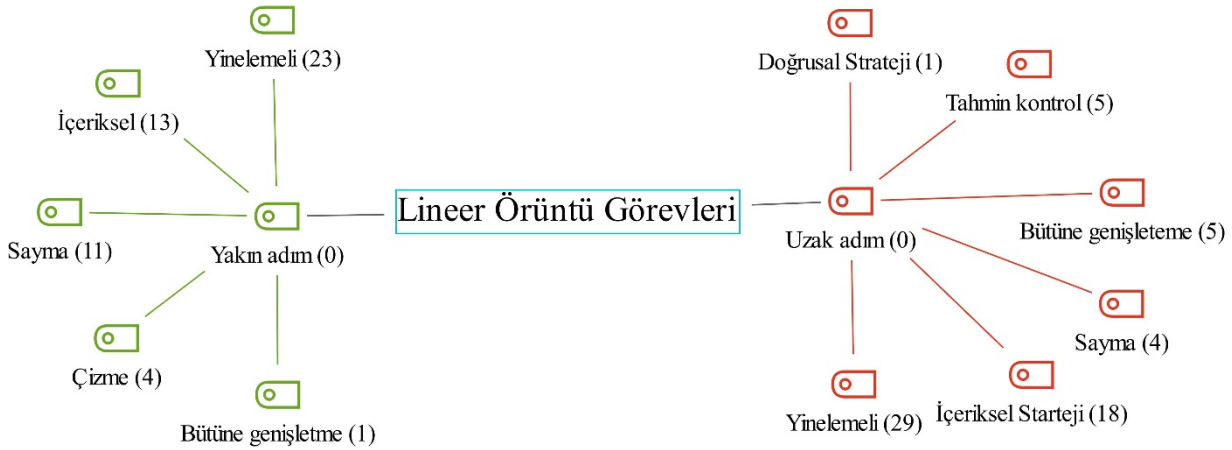 Yinelemeli (23)
İçeriksel (13)
Sayma (11)
Yakın adım (0)
Çizme (4)
Bütüne genişletme (1)
Lineer Örüntü Görevleri
Doğrusal Strateji (1)
Tahmin kontrol (5)
Bütüne genişleteme (5)
Uzak adım (0)
Sayma (4)
İçeriksel Starteji (18)
Yinelemeli (29)